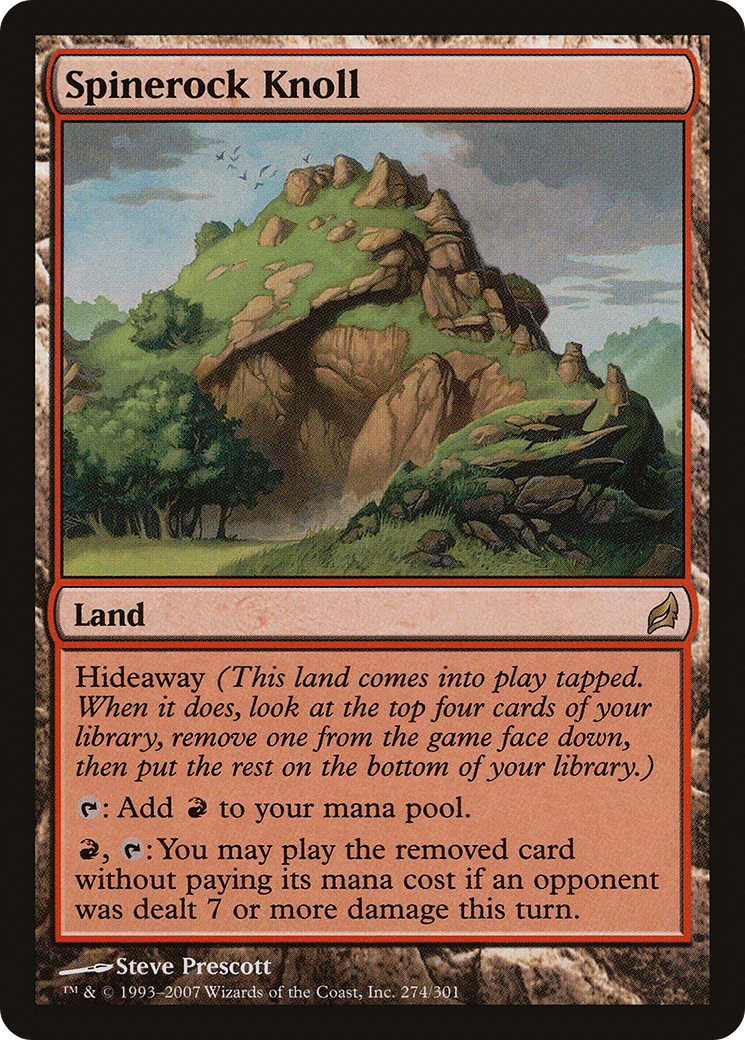 Spinerock Knoll
Land
Hideaway (This land comes into play tapped.
When it does, look at the top four cards of your
library, remove one from the game face down,
then put the rest on the bottom of your library.)
: Add to your mana pool.
, : You may play the removed card
without paying its mana cost if an opponent
was dealt 7 or more damage this turn.
Steve Prescott
™ & © 1993–2007 Wizards of the Coast, Inc. 274/301